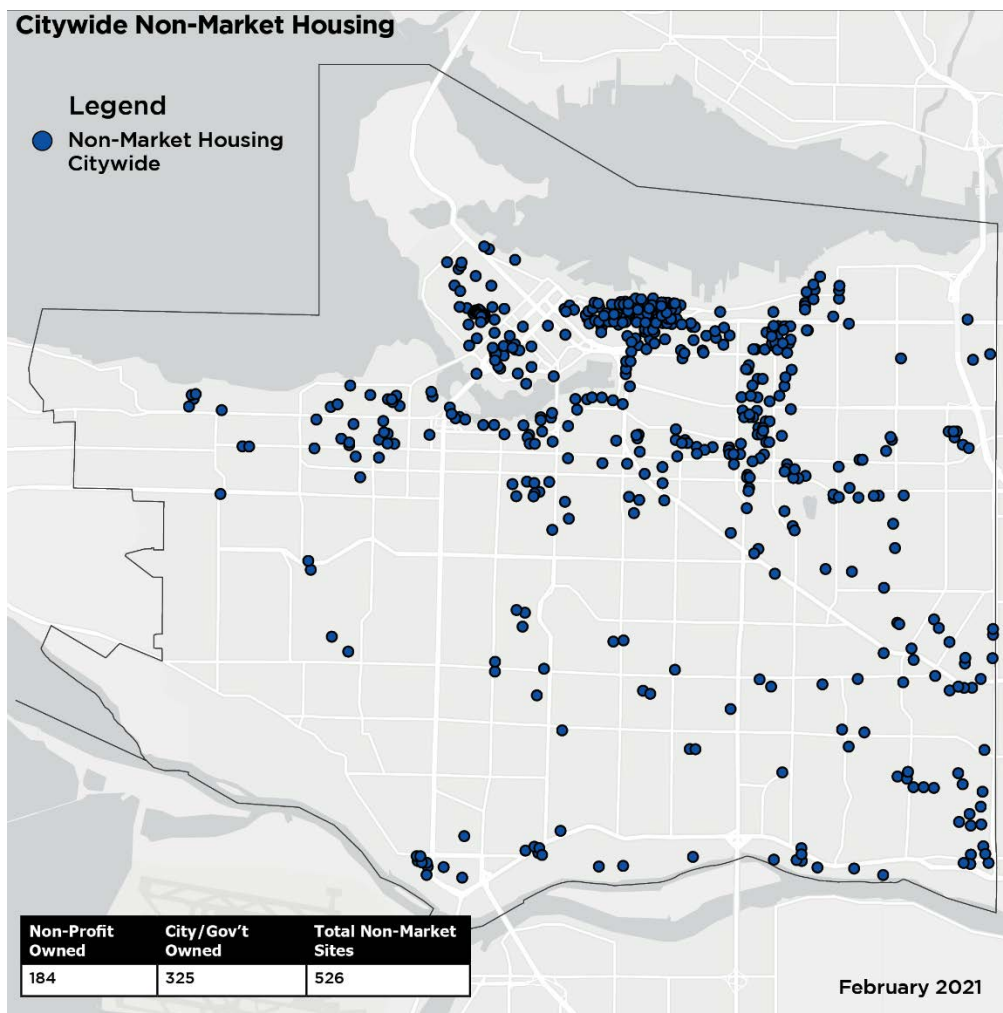 Citywide Non-Market Housing
Legend
Non-Market Housing
Citywide
Non-Profit City/Gov't Total Non-Market
Owned Owned Sites
184 325 526
February 2021